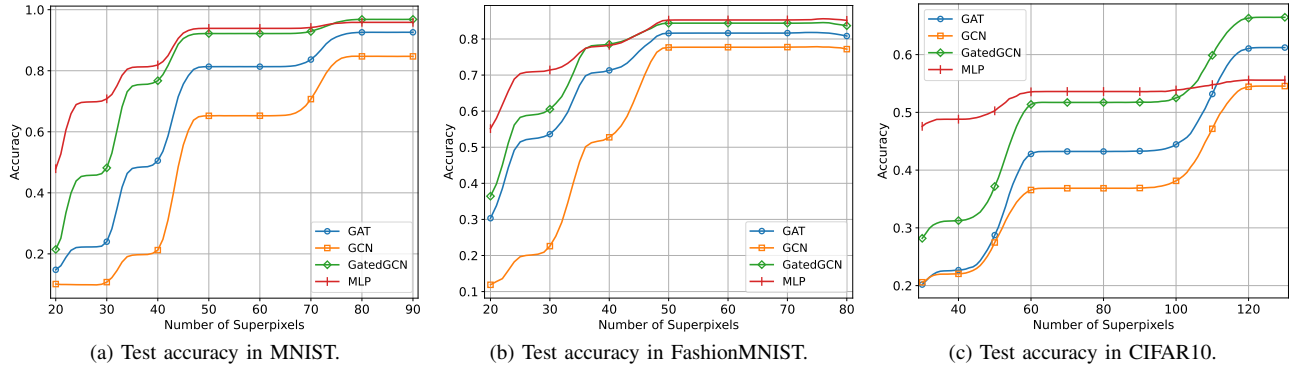 1.0
0.8
0.6
0.4
0.2
Accuracy
20 30 40 50 60 70 80 90
Number of Superpixels
GAT
GCN
GatedGCN
MLP
(a) Test accuracy in MNIST.
0.8
0.7
0.6
0.5
0.4
0.3
0.2
0.1
Accuracy
20 30 40 50 60 70 80
Number of Superpixels
GAT
GCN
GatedGCN
MLP
(b) Test accuracy in FashionMNIST.
GAT
GCN
GatedGCN
MLP
0.6
0.5
0.4
0.3
0.2
Accuracy
40 60 80 100 120
Number of Superpixels
(c) Test accuracy in CIFAR10.